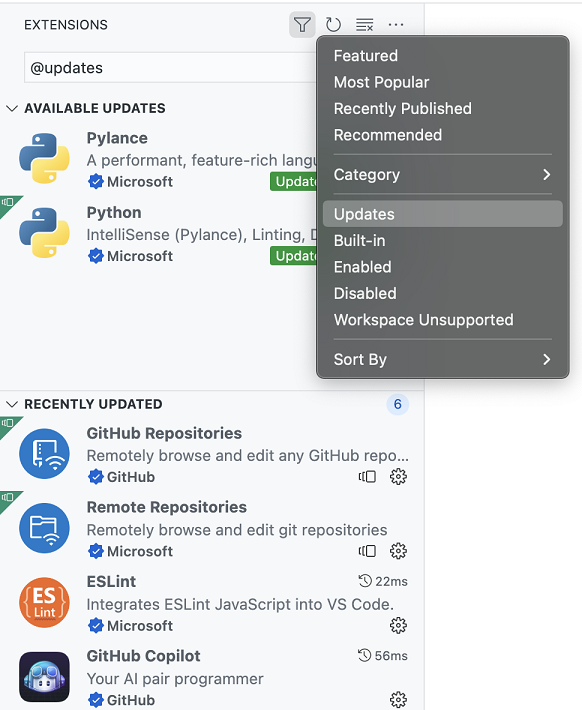 EXTENSIONS
@updates
AVAILABLE UPDATES
Pylance
A performant, feature-rich
Microsoft
Python
IntelliSense (Pylance), Linting,
Microsoft
Featured
Most Popular
Recently Published
Recommended
Category
Updates
Built-in
Enabled
Disabled
Workspace Unsupported
Sort By
RECENTLY UPDATED
6
GitHub Repositories
Remotely browse and edit any GitHub repo...
GitHub
Remote Repositories
Remotely browse and edit git repositories
Microsoft
ESLint
22ms
ES
Lint
Integrates ESLint JavaScript into VS Code.
Microsoft
GitHub Copilot
56ms
Your AI pair programmer
GitHub